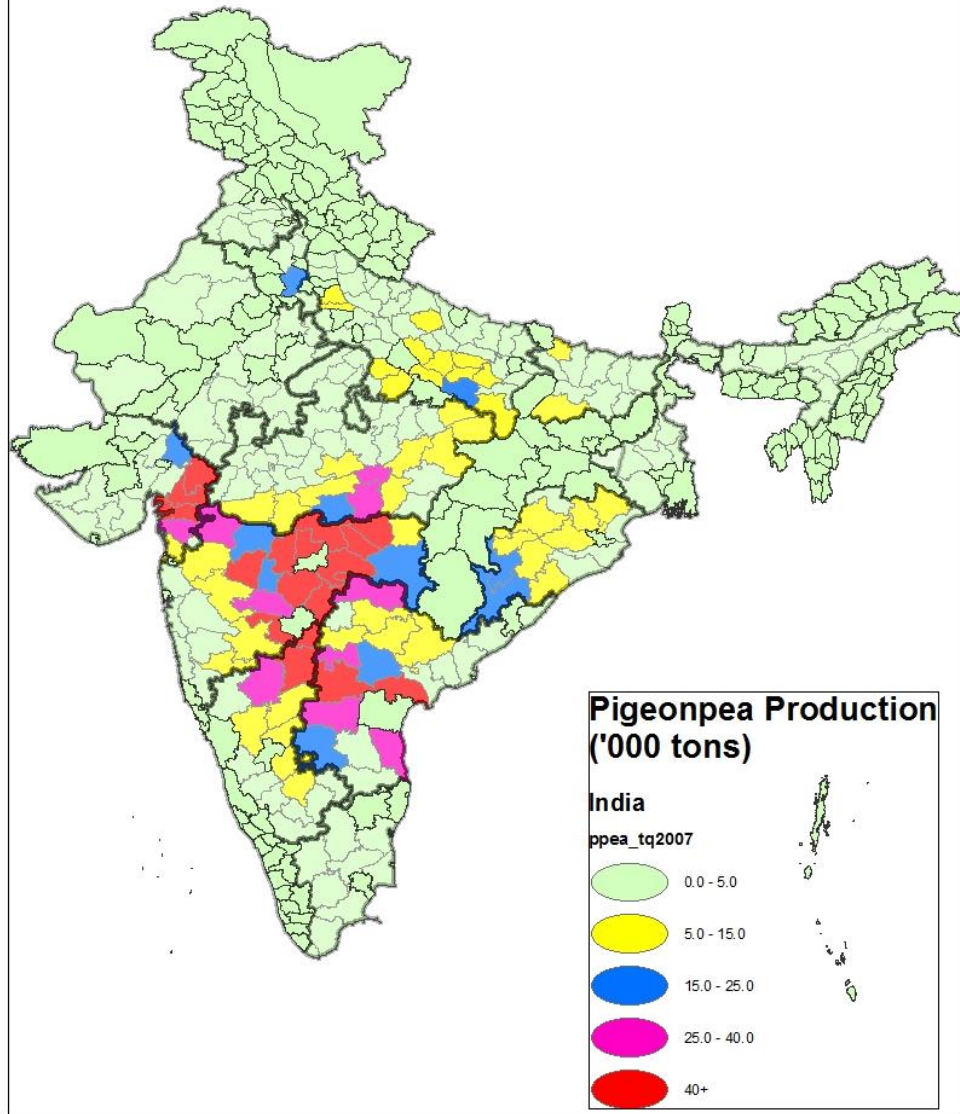 Pigeonpea Production
('000 tons)
India
ppea_tq2007
0.0 - 5.0
5.0 - 15.0
15.0 - 25.0
25.0 - 40.0
40+